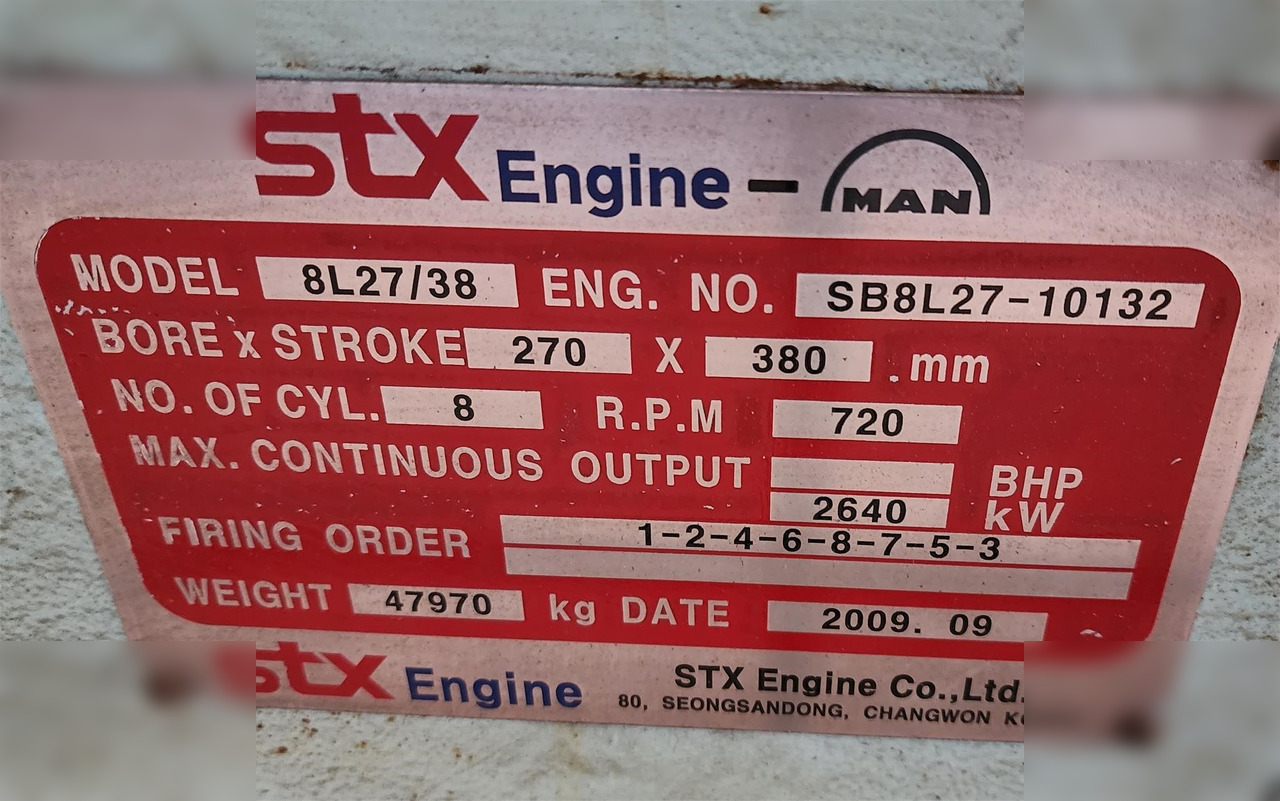 STX Engine - MAN
MODEL 8L27/38 ENG. NO. SB8L27-10132
BORE x STROKE 270 X 380 .mm
NO. OF CYL. 8 R.P.M 720
MAX. CONTINUOUS OUTPUT BHP
2640 kW
FIRING ORDER 1-2-4-6-8-7-5-3
WEIGHT 47970 kg DATE 2009. 09
STX Engine STX Engine Co.,Ltd.
80, SEONGSANDONG, CHANGWON